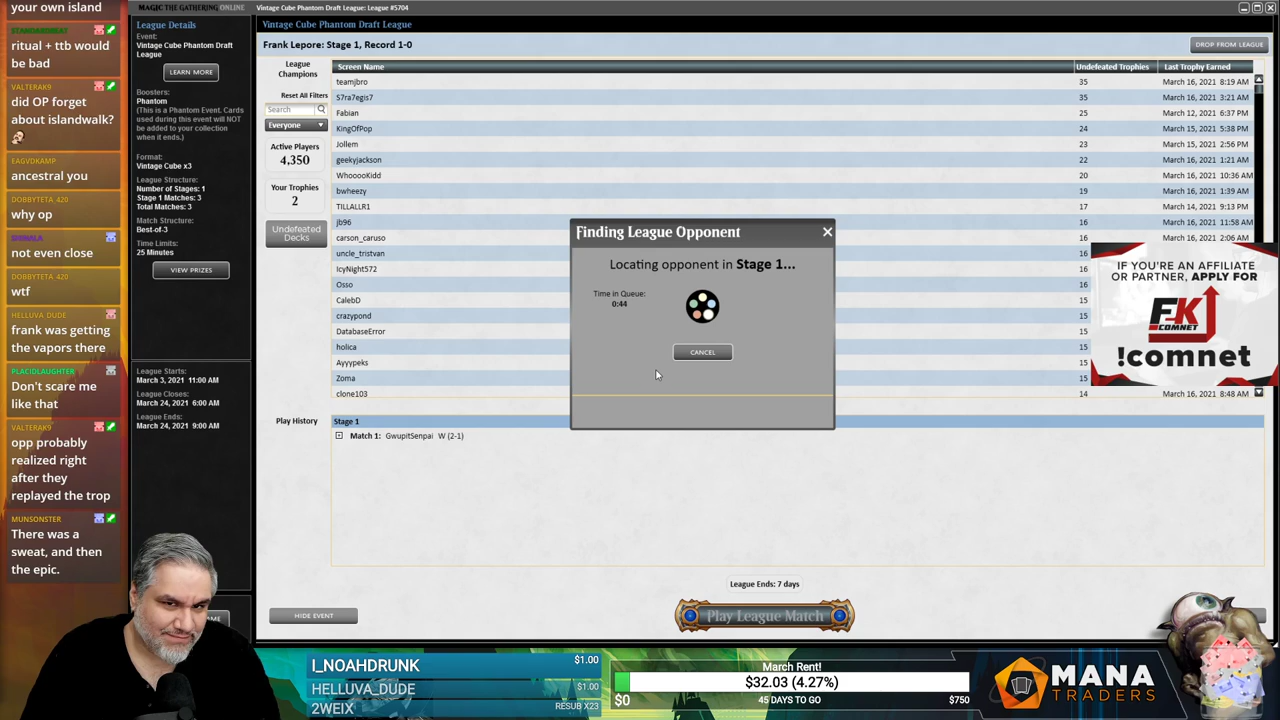 your own island
STANDARDBEAT
ritual + ttb would
be bad
VALTERAK9
did OP forget
about islandwalk?
EAGVDKAMP
ancestral you
DOBBYTETA_420
why op
not even close
DOBBYTETA_420
wtf
HELLUVA_DUDE
frank was getting
the vapors there
PLACIDLAUGHTER
Don't scare me
like that
VALTERAK9
opp probably
realized right
after they
replayed the trop
MUNSONSTER
There was a
sweat, and then
the epic.
MAGIC THE GATHERING ONLINE
Vintage Cube Phantom Draft League: League #5704
League Details
Event:
Vintage Cube Phantom Draft
League
LEARN MORE
Boosters:
Phantom
(This is a Phantom Event. Cards
used during this event will NOT
be added to your collection
when it ends.)
Format:
Vintage Cube x3
League Structure:
Number of Stages: 1
Stage 1 Matches: 3
Total Matches: 3
Match Structure:
Best-of-3
Time Limits:
25 Minutes
VIEW PRIZES
League Starts:
March 3, 2021 11:00 AM
League Closes:
March 24, 2021 6:00 AM
League Ends:
March 24, 2021 9:00 AM
Vintage Cube Phantom Draft League
Frank Lepore: Stage 1, Record 1-0
DROP FROM LEAGUE
League
Champions
Reset All Filters
Search
Everyone
Active Players
4,350
Your Trophies
2
Undefeated
Decks
Screen Name Undefeated Trophies Last Trophy Earned
teamjbro 35 March 16, 2021 8:19 AM
S7ra7egis7 35 March 16, 2021 3:21 AM
Fabian 25 March 12, 2021 6:37 PM
KingOfPop 24 March 15, 2021 5:38 PM
Jollem 23 March 15, 2021 2:56 PM
geekyjackson 22 March 16, 2021 1:21 AM
WhooooKidd 20 March 16, 2021 10:36 AM
bwheezy 19 March 16, 2021 1:39 AM
TILLALLR1 17 March 14, 2021 9:13 PM
jb96 16 March 16, 2021 11:58 AM
carson_caruso 16 March 16, 2021 2:06 AM
uncle_tristvan 16
IcyNight572 16
Osso 16
CalebD 15
crazypond 15
DatabaseError 15
holica 15
Ayyypeks 15
Zoma 15
clone103 14 March 16, 2021 8:48 AM
Finding League Opponent
Locating opponent in Stage 1...
Time in Queue:
0:44
CANCEL
IF YOU'RE AN AFFILIATE
OR PARTNER, APPLY FOR
COMNET
!comnet
Play History
Stage 1
Match 1: GwupitSenpai W (2-1)
League Ends: 7 days
HIDE EVENT
Play League Match
I_NOAHDRUNK $1.00
HELLUVA_DUDE $1.00
2WEIX RESUB X23
March Rent!
$32.03 (4.27%)
$0 45 DAYS TO GO $750
MANA
TRADERS